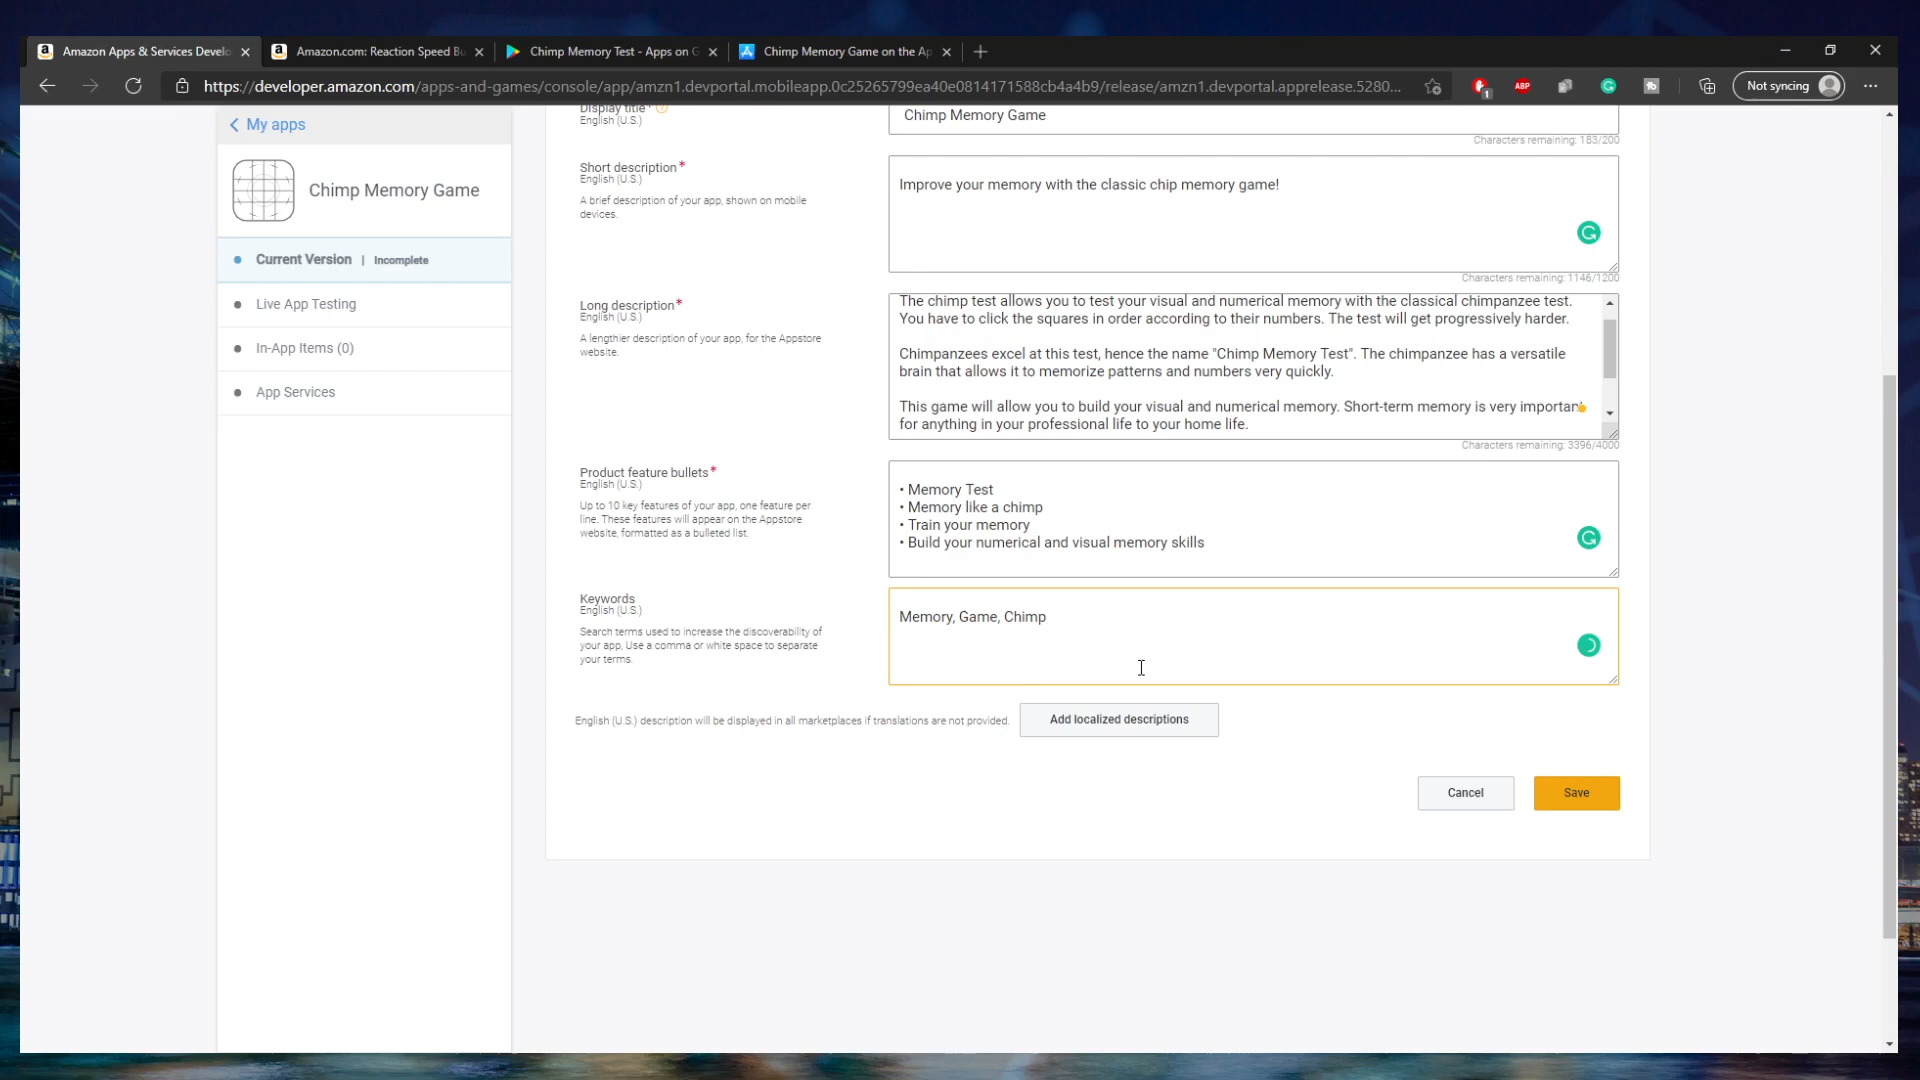 Amazon Apps & Services Develo
Amazon.com: Reaction Speed Bu
Chimp Memory Test - Apps on G
Chimp Memory Game on the Ap
https://developer.amazon.com/apps-and-games/console/app/amzn1.devportal.mobileapp.0c25265799ea40e0814171588cb4a4b9/release/amzn1.devportal.apprelease.5280...
1
ABP
Not syncing
My apps
Chimp Memory Game
Current Version | Incomplete
Live App Testing
In-App Items (0)
App Services
Display title*
English (U.S.)
Chimp Memory Game
Characters remaining: 183/200
Short description*
English (U.S.)
A brief description of your app, shown on mobile
devices.
Improve your memory with the classic chip memory game!
Characters remaining: 1146/1200
Long description*
English (U.S.)
A lengthier description of your app, for the Appstore
website.
The chimp test allows you to test your visual and numerical memory with the classical chimpanzee test.
You have to click the squares in order according to their numbers. The test will get progressively harder.
Chimpanzees excel at this test, hence the name "Chimp Memory Test". The chimpanzee has a versatile
brain that allows it to memorize patterns and numbers very quickly.
This game will allow you to build your visual and numerical memory. Short-term memory is very important
for anything in your professional life to your home life.
Characters remaining: 3396/4000
Product feature bullets*
English (U.S.)
Up to 10 key features of your app, one feature per
line. These features will appear on the Appstore
website, formatted as a bulleted list.
• Memory Test
• Memory like a chimp
• Train your memory
• Build your numerical and visual memory skills
Keywords
English (U.S.)
Search terms used to increase the discoverability of
your app, Use a comma or white space to separate
your terms.
Memory, Game, Chimp
English (U.S.) description will be displayed in all marketplaces if translations are not provided.
Add localized descriptions
Cancel
Save